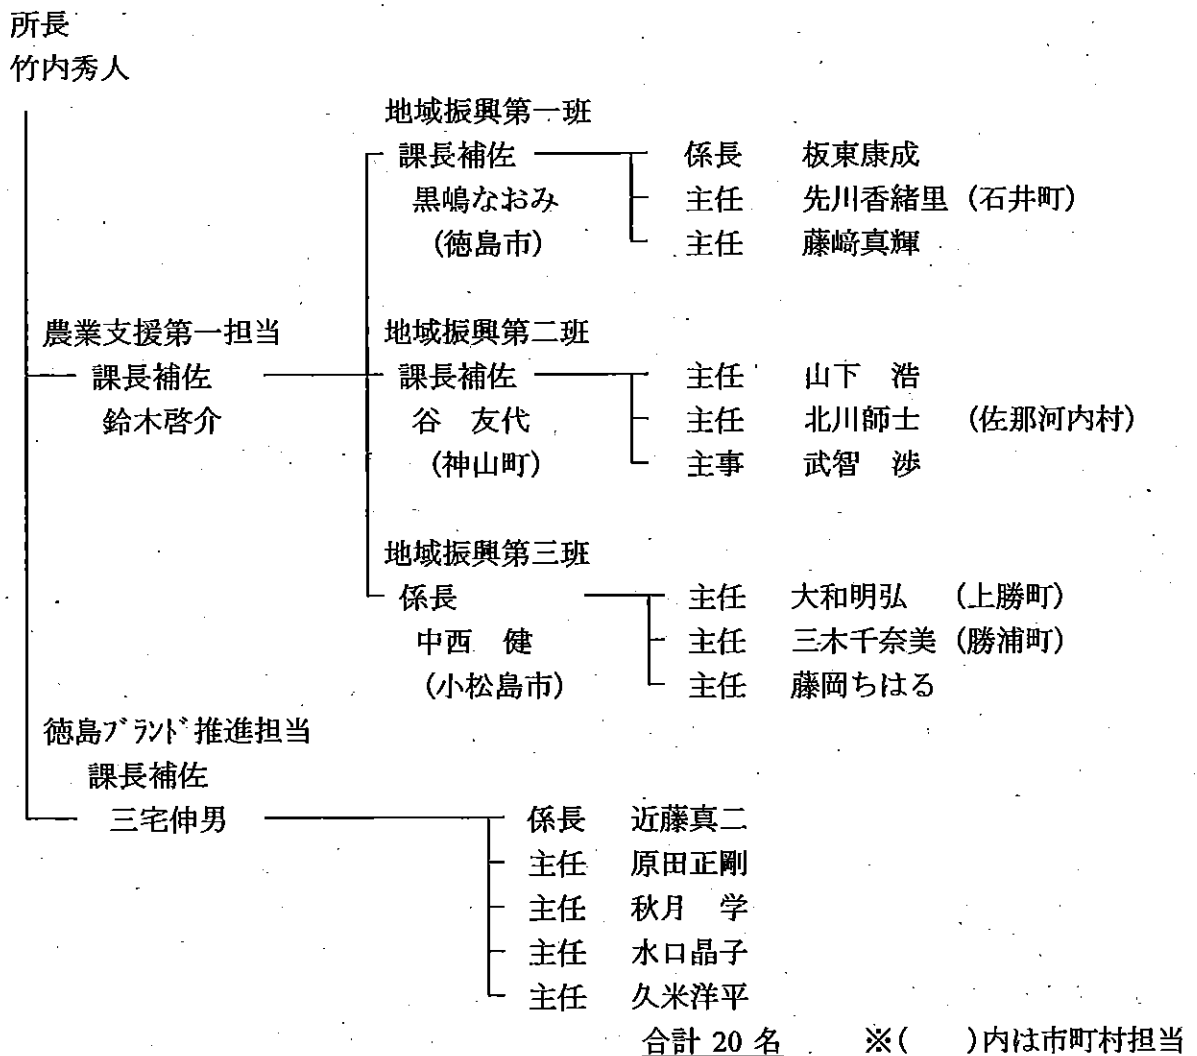 所長
竹内秀人
地域振興第一班
課長補佐 係長 板東康成
黒嶋なおみ 主任 先川香緒里（石井町）
（徳島市） 主任 藤﨑真輝
農業支援第一担当 地域振興第二班
課長補佐 課長補佐 主任 山下　浩
鈴木啓介 谷　友代 主任 北川師士　（佐那河内村）
（神山町） 主事 武智　渉
地域振興第三班
係長 主任 大和明弘　（上勝町）
中西　健 主任 三木千奈美（勝浦町）
（小松島市） 主任 藤岡ちはる
徳島ﾌﾞﾗﾝﾄﾞ推進担当
課長補佐
三宅伸男 係長 近藤真二
主任 原田正剛
主任 秋月　学
主任 水口晶子
主任 久米洋平
合計 20 名　※(　　)内は市町村担当